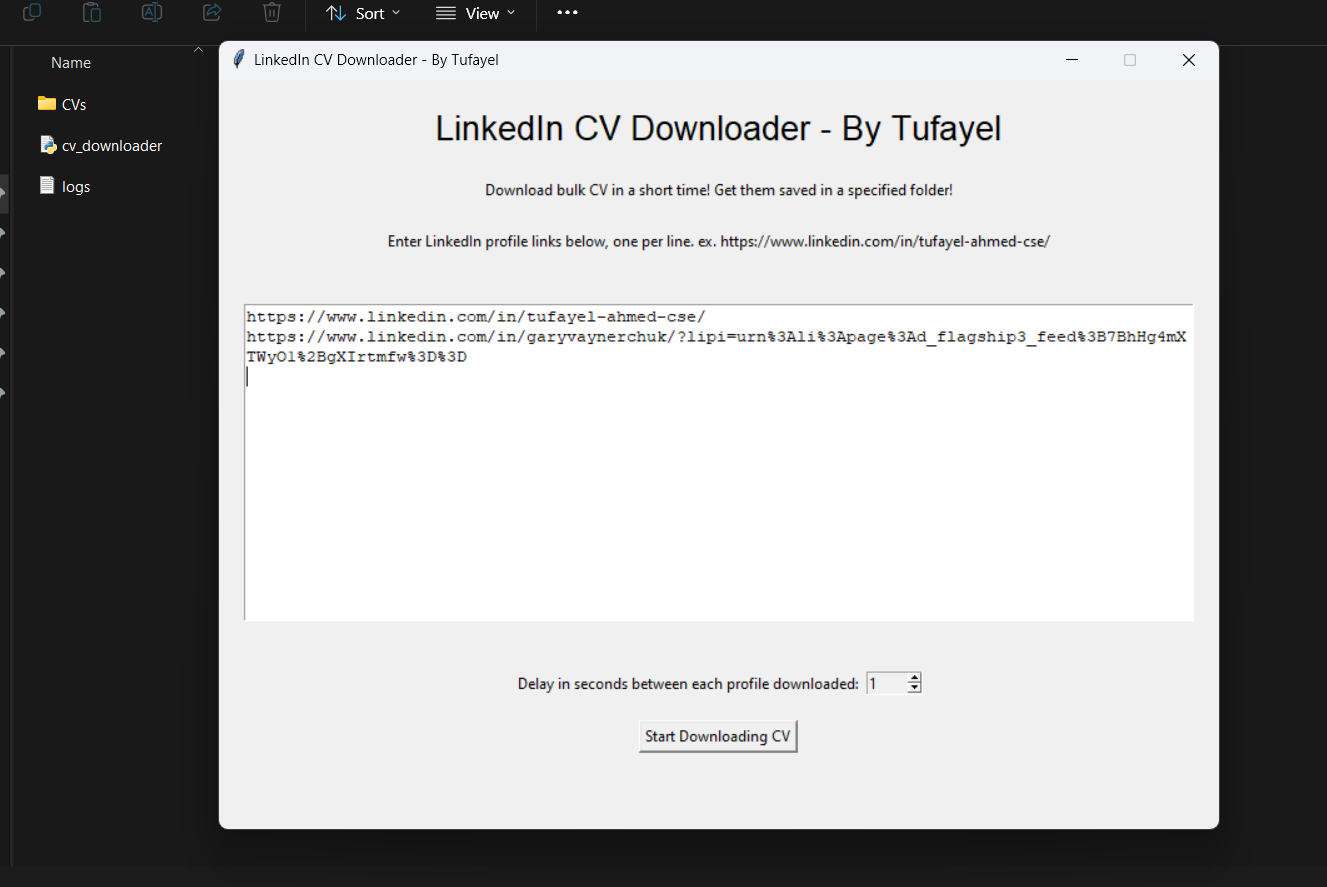 Sort
View
Name
CVs
cv_downloader
logs
LinkedIn CV Downloader - By Tufayel
LinkedIn CV Downloader - By Tufayel
Download bulk CV in a short time! Get them saved in a specified folder!
Enter LinkedIn profile links below, one per line. ex. https://www.linkedin.com/in/tufayel-ahmed-cse/
https://www.linkedin.com/in/tufayel-ahmed-cse/
https://www.linkedin.com/in/garyvaynerchuk/?lipi=urn%3Ali%3Apage%3Ad_flagship3_feed%3B7BhHg4mX
TWyO1%2BgXIrtmfw%3D%3D
Delay in seconds between each profile downloaded: 1
Start Downloading CV